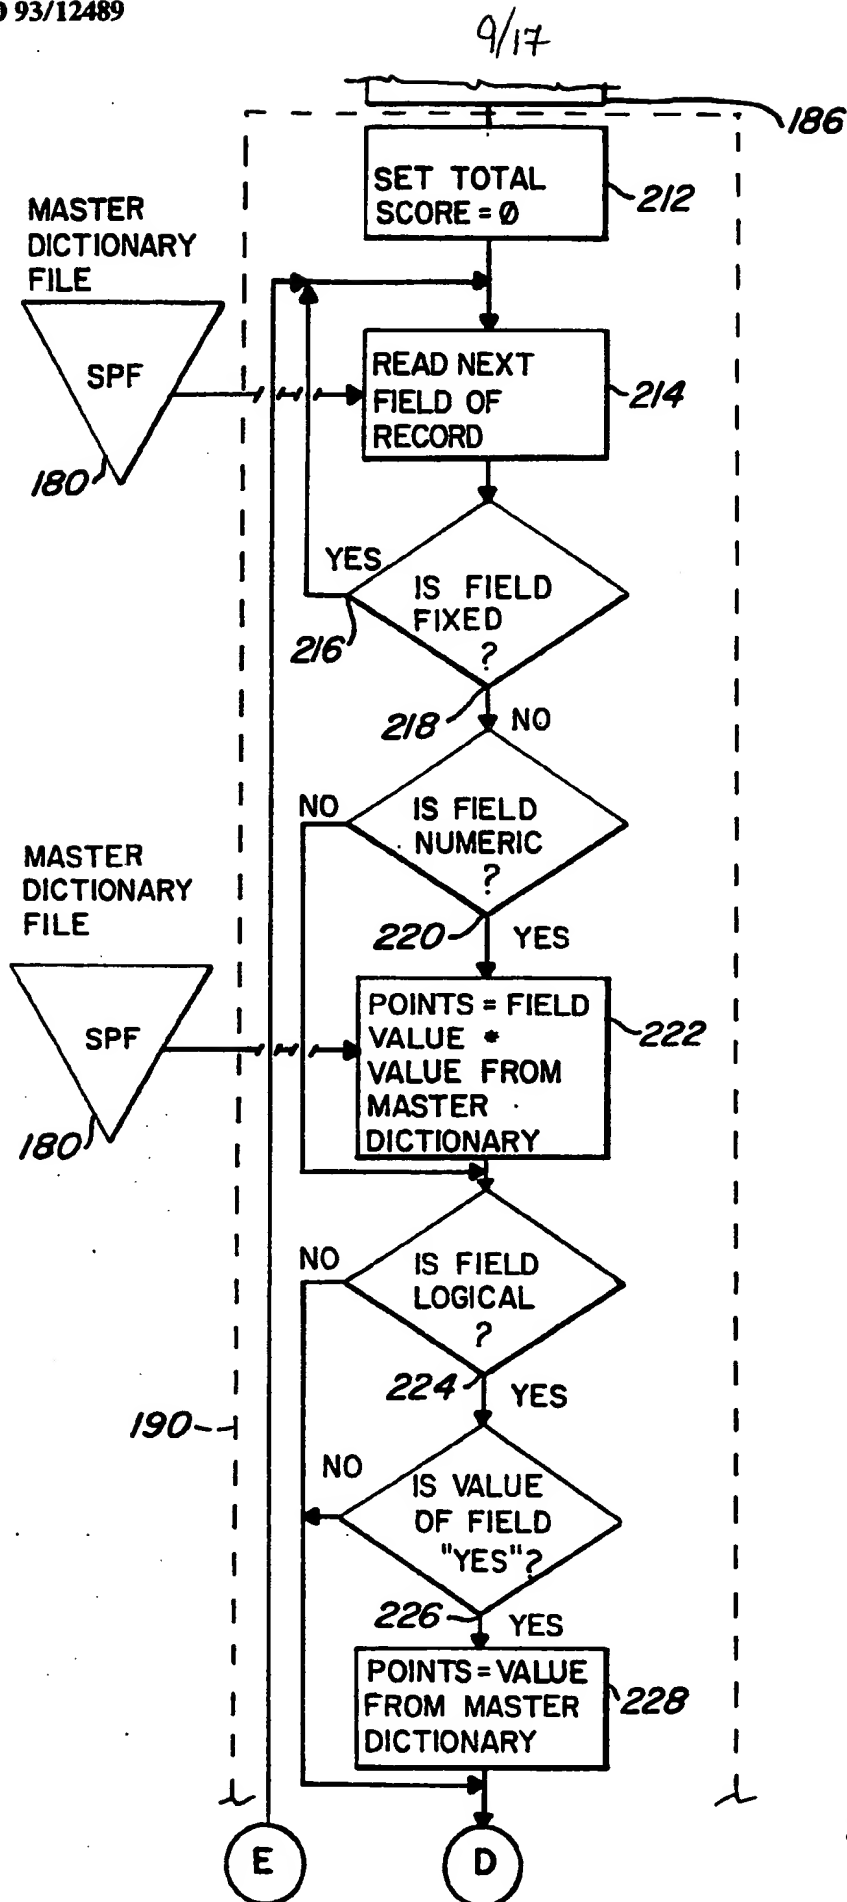 93/12489
9/17
186
SET TOTAL
SCORE = Ø
212
MASTER
DICTIONARY
FILE
SPF
180
READ NEXT
FIELD OF
RECORD
214
YES
IS FIELD
FIXED
?
216
218
NO
NO
IS FIELD
NUMERIC
?
220
YES
MASTER
DICTIONARY
FILE
SPF
180
POINTS = FIELD
VALUE *
VALUE FROM
MASTER
DICTIONARY
222
NO
IS FIELD
LOGICAL
?
224
YES
190
NO
IS VALUE
OF FIELD
"YES"?
226
YES
POINTS = VALUE
FROM MASTER
DICTIONARY
228
E
D